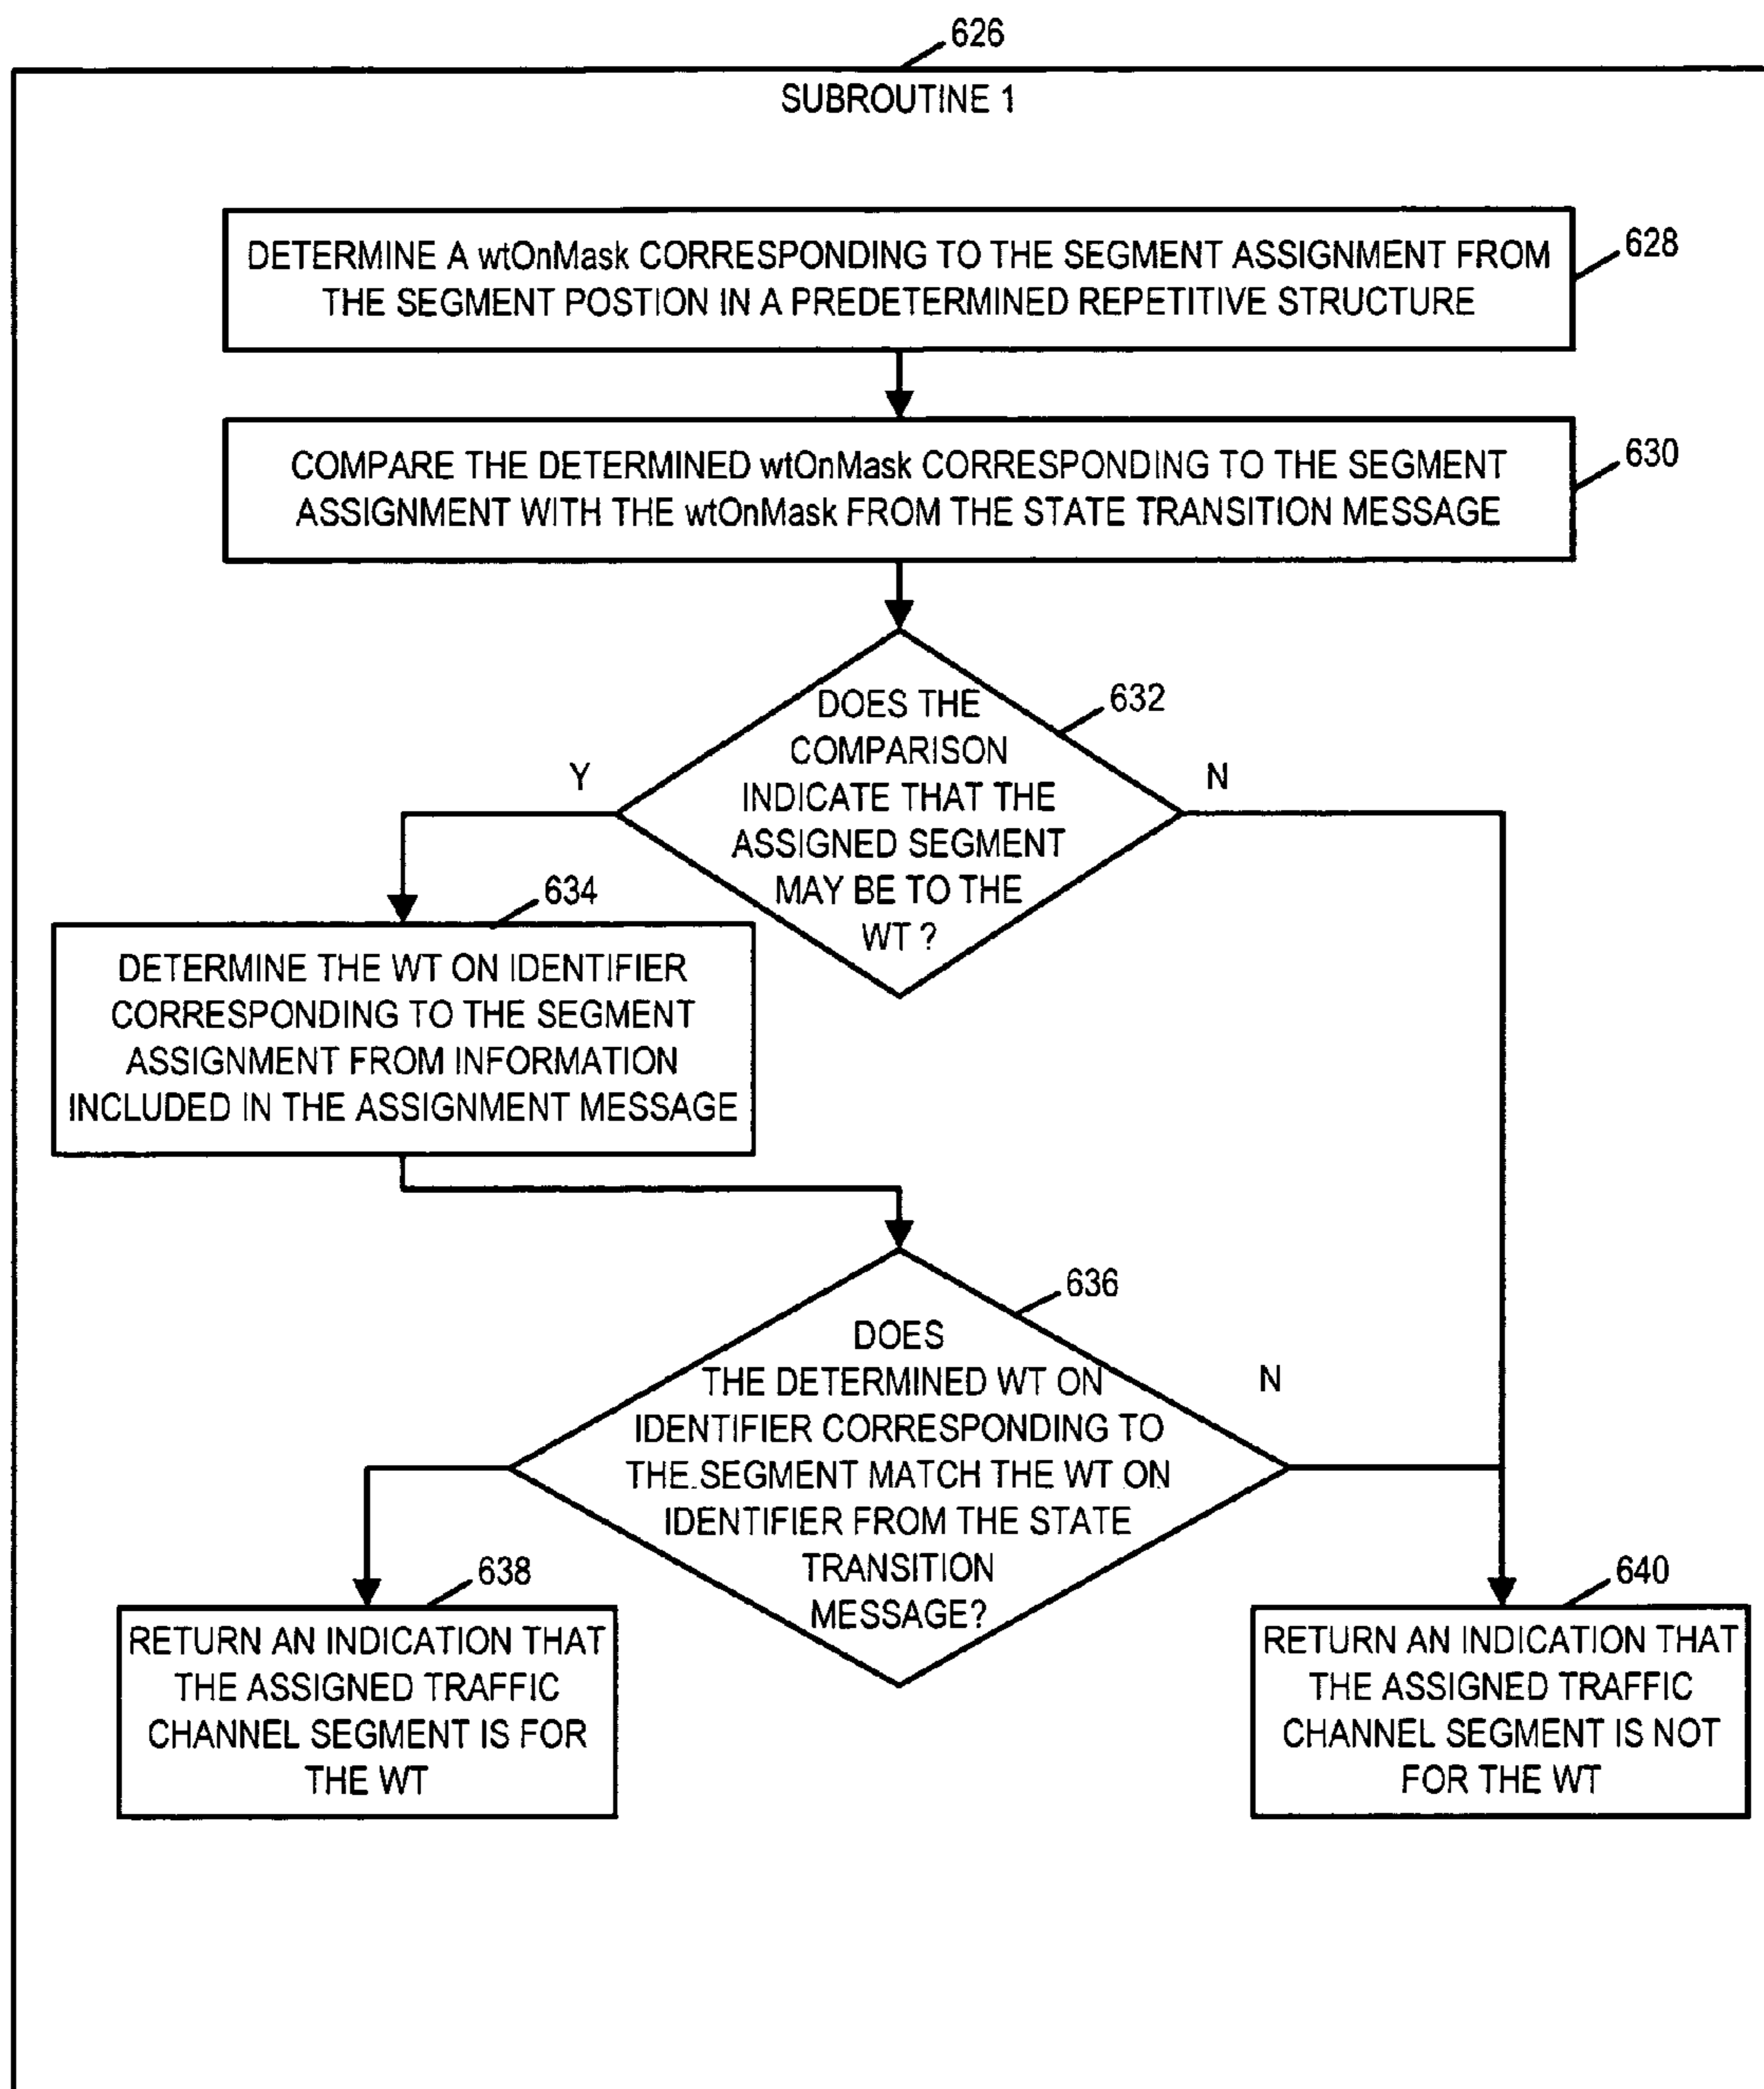 626
SUBROUTINE 1
DETERMINE A wtOnMask CORRESPONDING TO THE SEGMENT ASSIGNMENT FROM
THE SEGMENT POSTION IN A PREDETERMINED REPETITIVE STRUCTURE
628
COMPARE THE DETERMINED wtOnMask CORRESPONDING TO THE SEGMENT
ASSIGNMENT WITH THE wtOnMask FROM THE STATE TRANSITION MESSAGE
630
DOES THE
COMPARISON
INDICATE THAT THE
ASSIGNED SEGMENT
MAY BE TO THE
WT ?
632
Y
N
634
DETERMINE THE WT ON IDENTIFIER
CORRESPONDING TO THE SEGMENT
ASSIGNMENT FROM INFORMATION
INCLUDED IN THE ASSIGNMENT MESSAGE
636
DOES
THE DETERMINED WT ON
IDENTIFIER CORRESPONDING TO
THE SEGMENT MATCH THE WT ON
IDENTIFIER FROM THE STATE
TRANSITION
MESSAGE?
N
638
RETURN AN INDICATION THAT
THE ASSIGNED TRAFFIC
CHANNEL SEGMENT IS FOR
THE WT
640
RETURN AN INDICATION THAT
THE ASSIGNED TRAFFIC
CHANNEL SEGMENT IS NOT
FOR THE WT